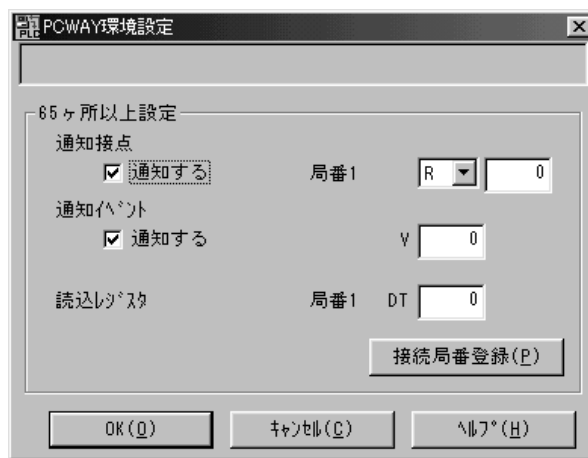 PCWAY環境設定
65ヶ所以上設定
通知接点
通知する 局番1 R 0
通知ｲﾍﾞﾝﾄ
通知する V 0
読込ﾚｼﾞｽﾀ 局番1 DT 0
接続局番登録(P)
OK(O) ｷｬﾝｾﾙ(C) ﾍﾙﾌﾟ(H)